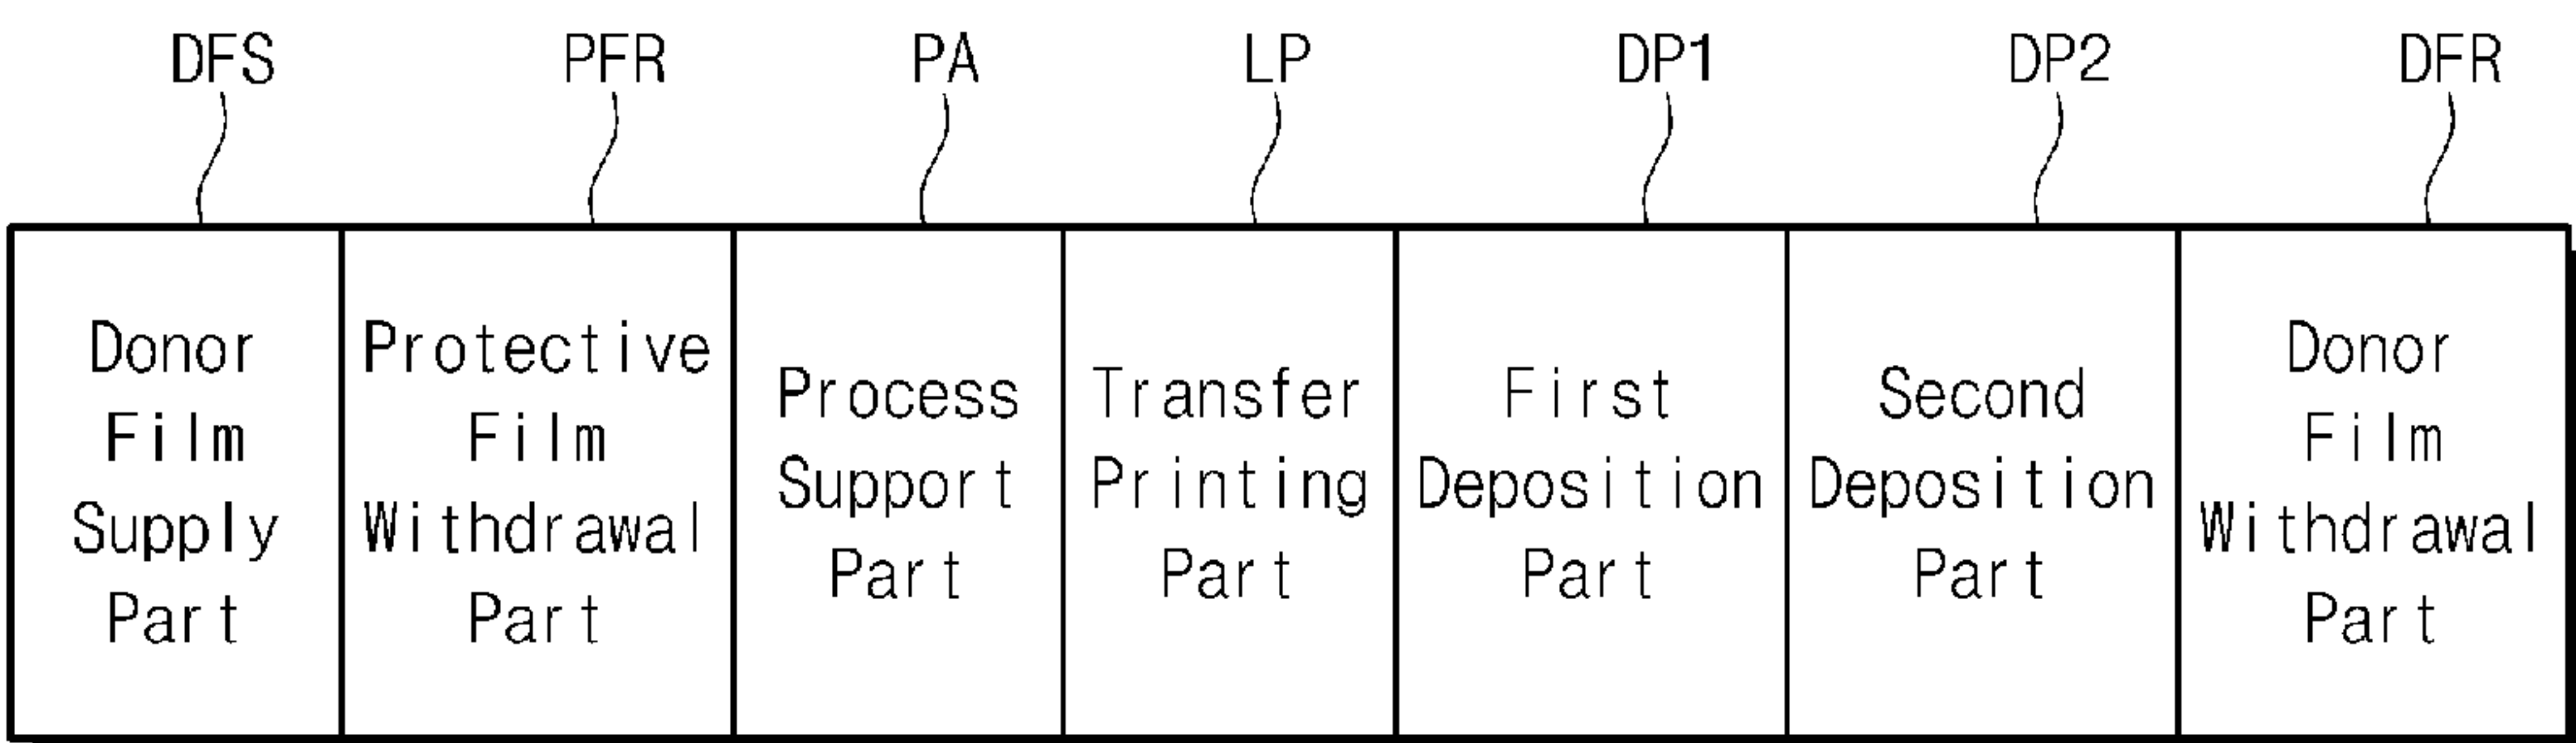 DFS PFR PA LP DP1 DP2 DFR
Donor
Film
Supply
Part
Protective
Film
Withdrawal
Part
Process
Support
Part
Transfer
Printing
Part
First
Deposition
Part
Second
Deposition
Part
Donor
Film
Withdrawal
Part